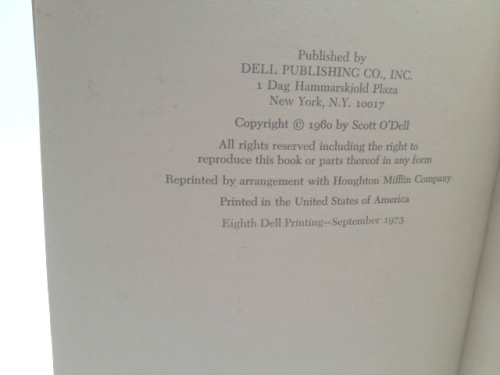 Published by
DELL PUBLISHING CO., INC.
1 Dag Hammarskjold Plaza
New York, N.Y. 10017
Copyright © 1960 by Scott O'Dell
All rights reserved including the right to
reproduce this book or parts thereof in any form
Reprinted by arrangement with Houghton Mifflin Company
Printed in the United States of America
Eighth Dell Printing—September 1973